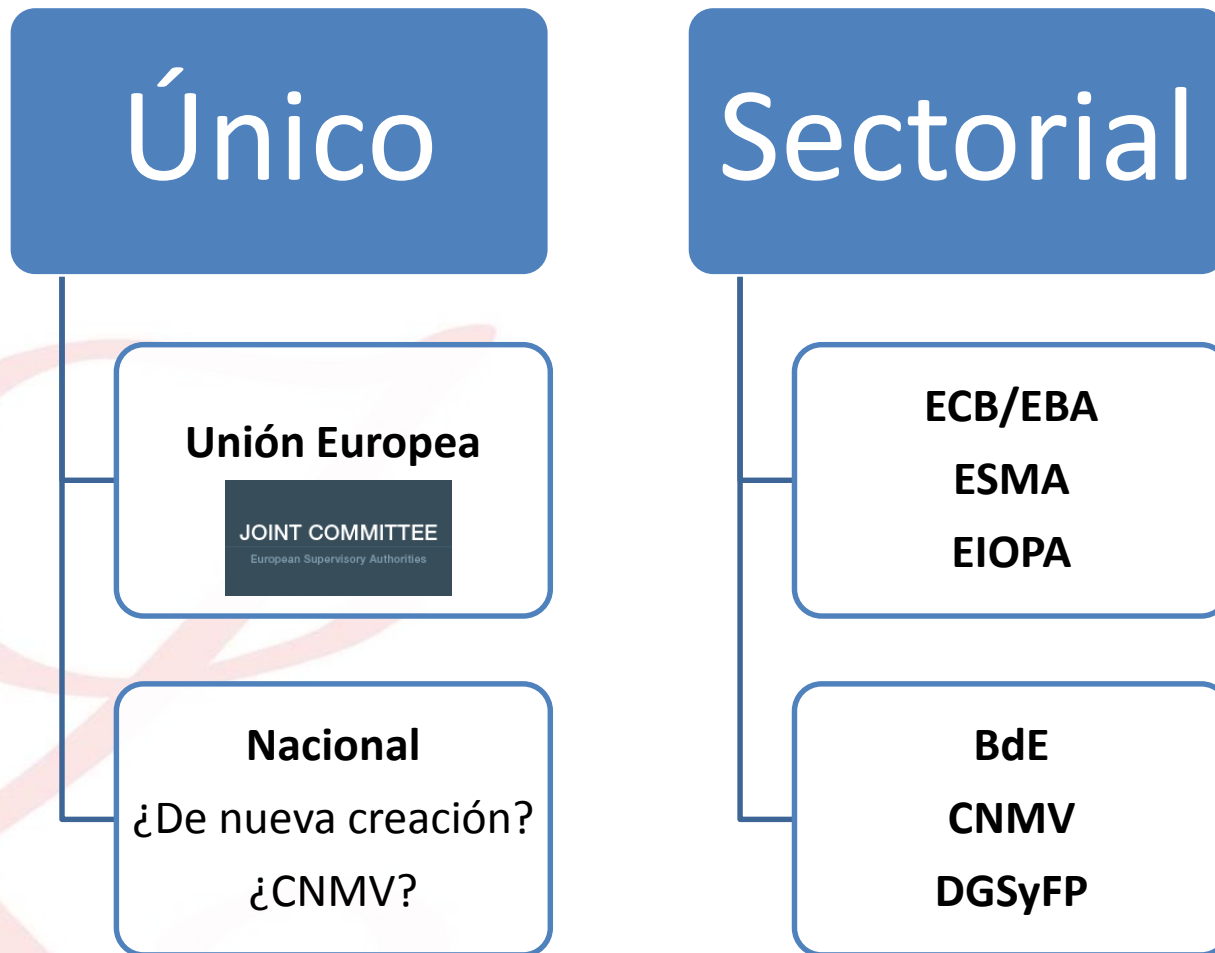 Único
Unión Europea
JOINT COMMITTEE
European Supervisory Authorities
Nacional
¿De nueva creación?
¿CNMV?
Sectorial
ECB/EBA
ESMA
EIOPA
BdE
CNMV
DGSyFP